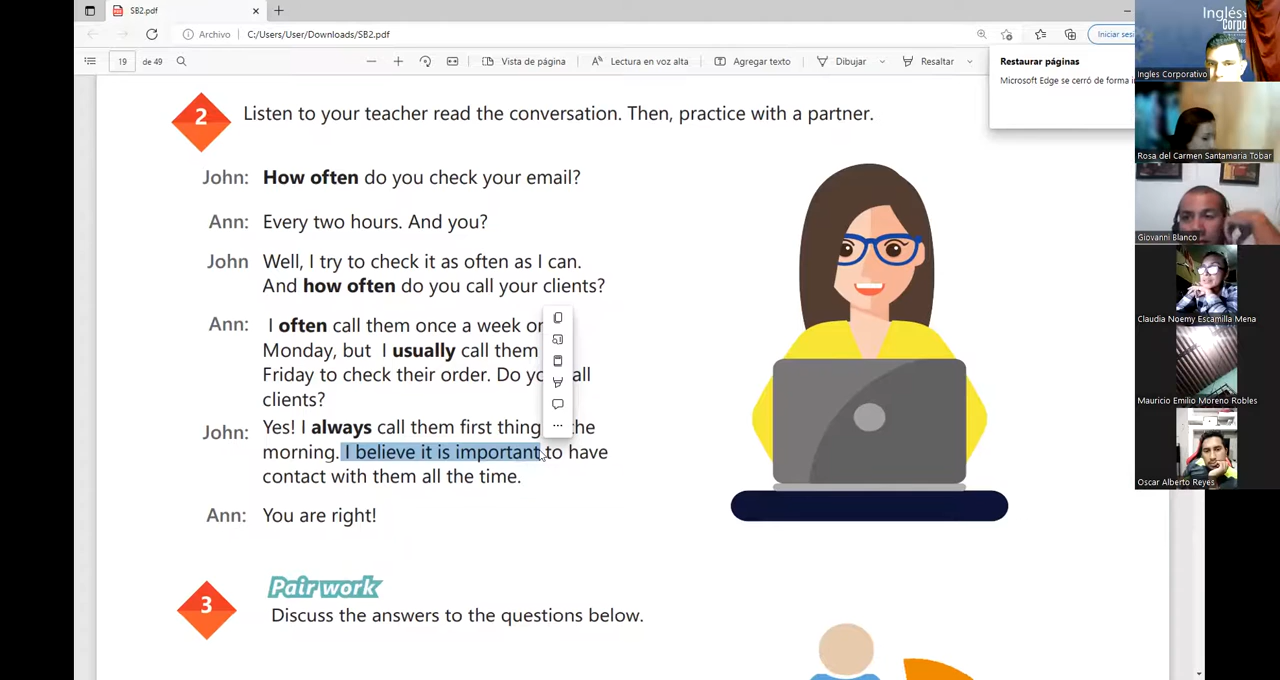 SB2.pdf
Archivo C:/Users/User/Downloads/SB2.pdf
Iniciar sesi
19 de 49
Vista de página
Lectura en voz alta
Agregar texto
Dibujar
Resaltar
Restaurar páginas
Microsoft Edge se cerró de forma i
2 Listen to your teacher read the conversation. Then, practice with a partner.
John: How often do you check your email?
Ann: Every two hours. And you?
John Well, I try to check it as often as I can.
And how often do you call your clients?
Ann: I often call them once a week on
Monday, but I usually call them
Friday to check their order. Do yo all
clients?
John: Yes! I always call them first thing the
morning. I believe it is important to have
contact with them all the time.
Ann: You are right!
3 Pair work
Discuss the answers to the questions below.
Inglés
Corpo
Ingles Corporativo
Rosa del Carmen Santamaria Tobar
Giovanni Blanco
Claudia Noemy Escamilla Mena
Mauricio Emilio Moreno Robles
Oscar Alberto Reyes